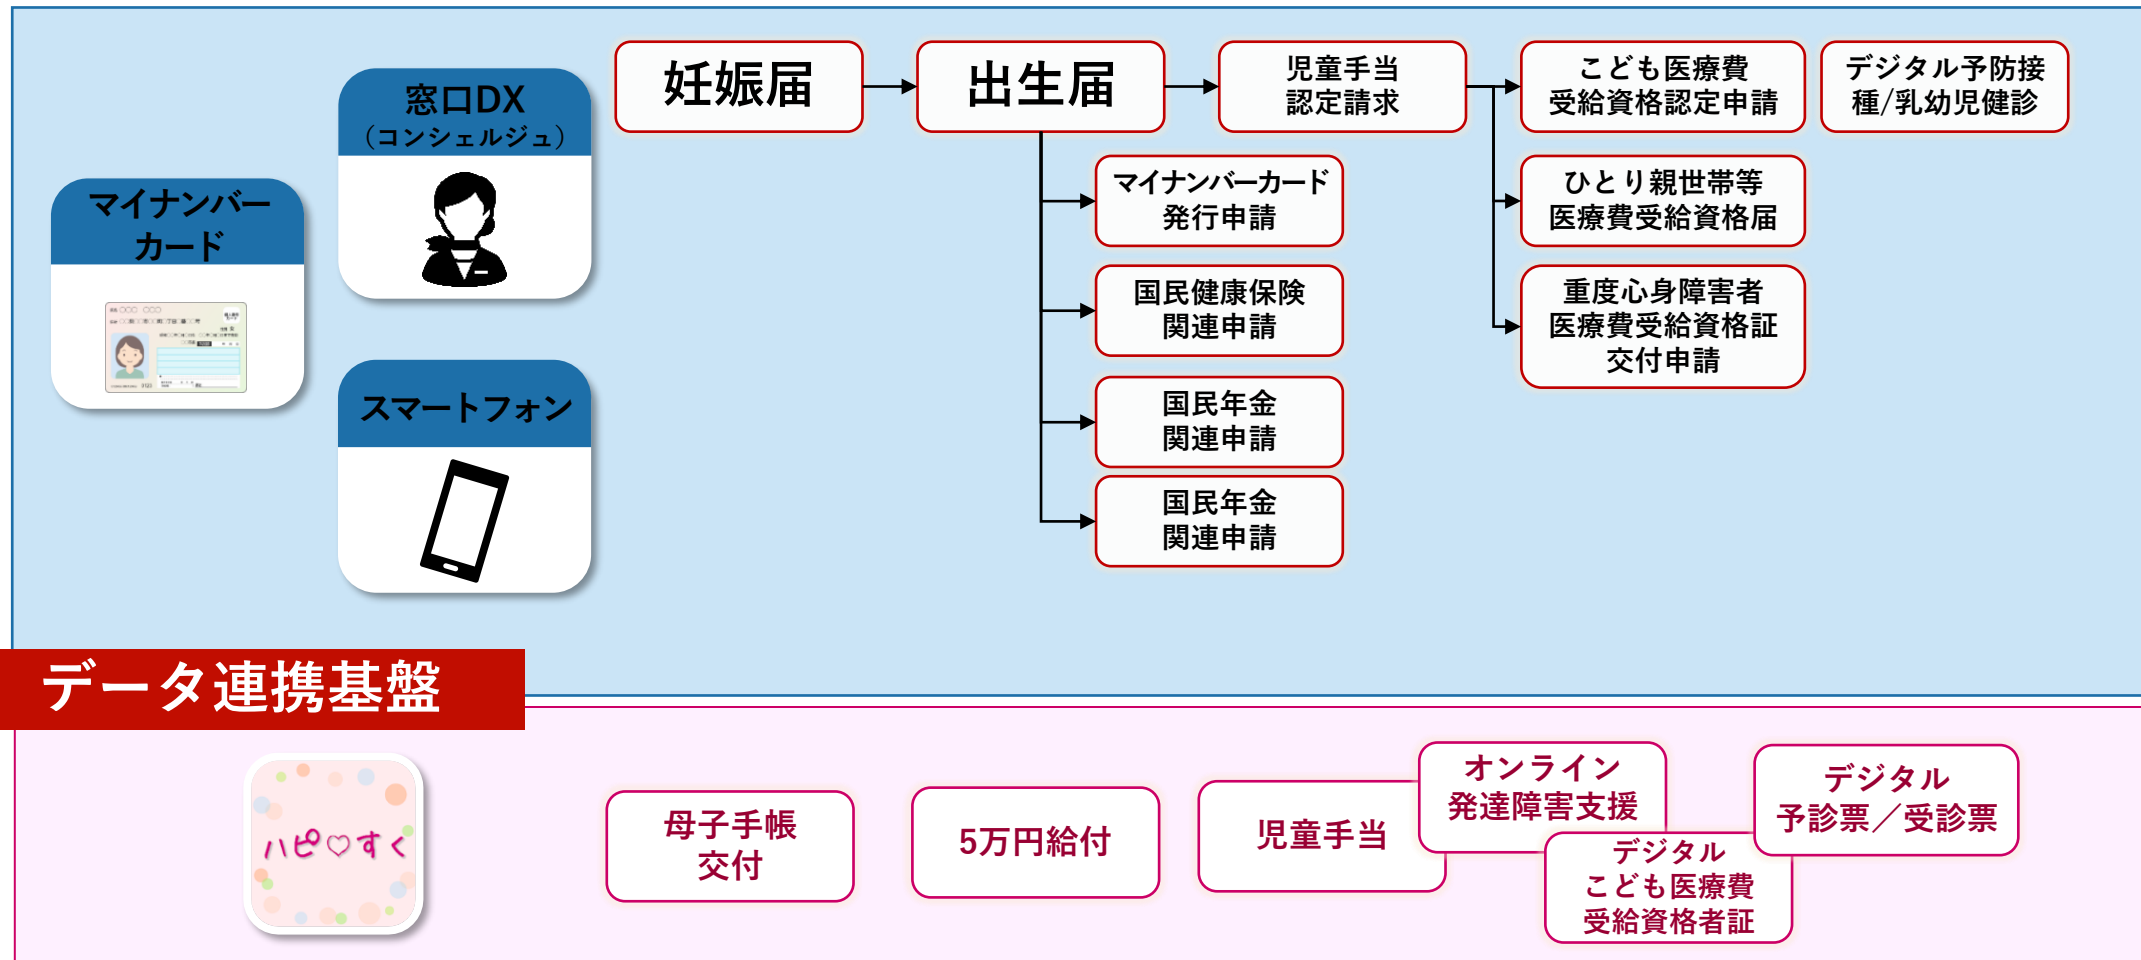 窓口DX
（コンシェルジュ）
マイナンバー
カード
スマートフォン
妊娠届
出生届
児童手当
認定請求
こども医療費
受給資格認定申請
デジタル予防接
種/乳幼児健診
マイナンバーカード
発行申請
ひとり親世帯等
医療費受給資格届
国民健康保険
関連申請
重度心身障害者
医療費受給資格証
交付申請
国民年金
関連申請
国民年金
関連申請
データ連携基盤
ハピ♡すく
母子手帳
交付
5万円給付
児童手当
オンライン
発達障害支援
デジタル
こども医療費
受給資格者証
デジタル
予診票／受診票